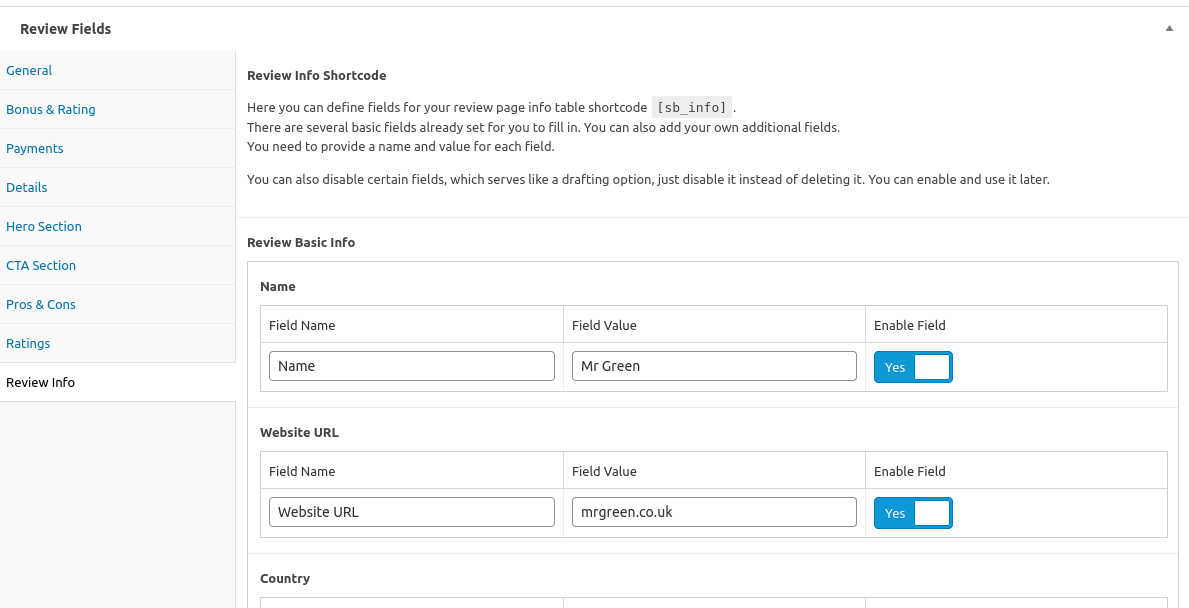 Review Fields
General
Bonus & Rating
Payments
Details
Hero Section
CTA Section
Pros & Cons
Ratings
Review Info
Review Info Shortcode
Here you can define fields for your review page info table shortcode [sb_info] .
There are several basic fields already set for you to fill in. You can also add your own additional fields.
You need to provide a name and value for each field.
You can also disable certain fields, which serves like a drafting option, just disable it instead of deleting it. You can enable and use it later.
Review Basic Info
Name
Field Name Field Value Enable Field
Name Mr Green Yes
Website URL
Field Name Field Value Enable Field
Website URL mrgreen.co.uk Yes
Country